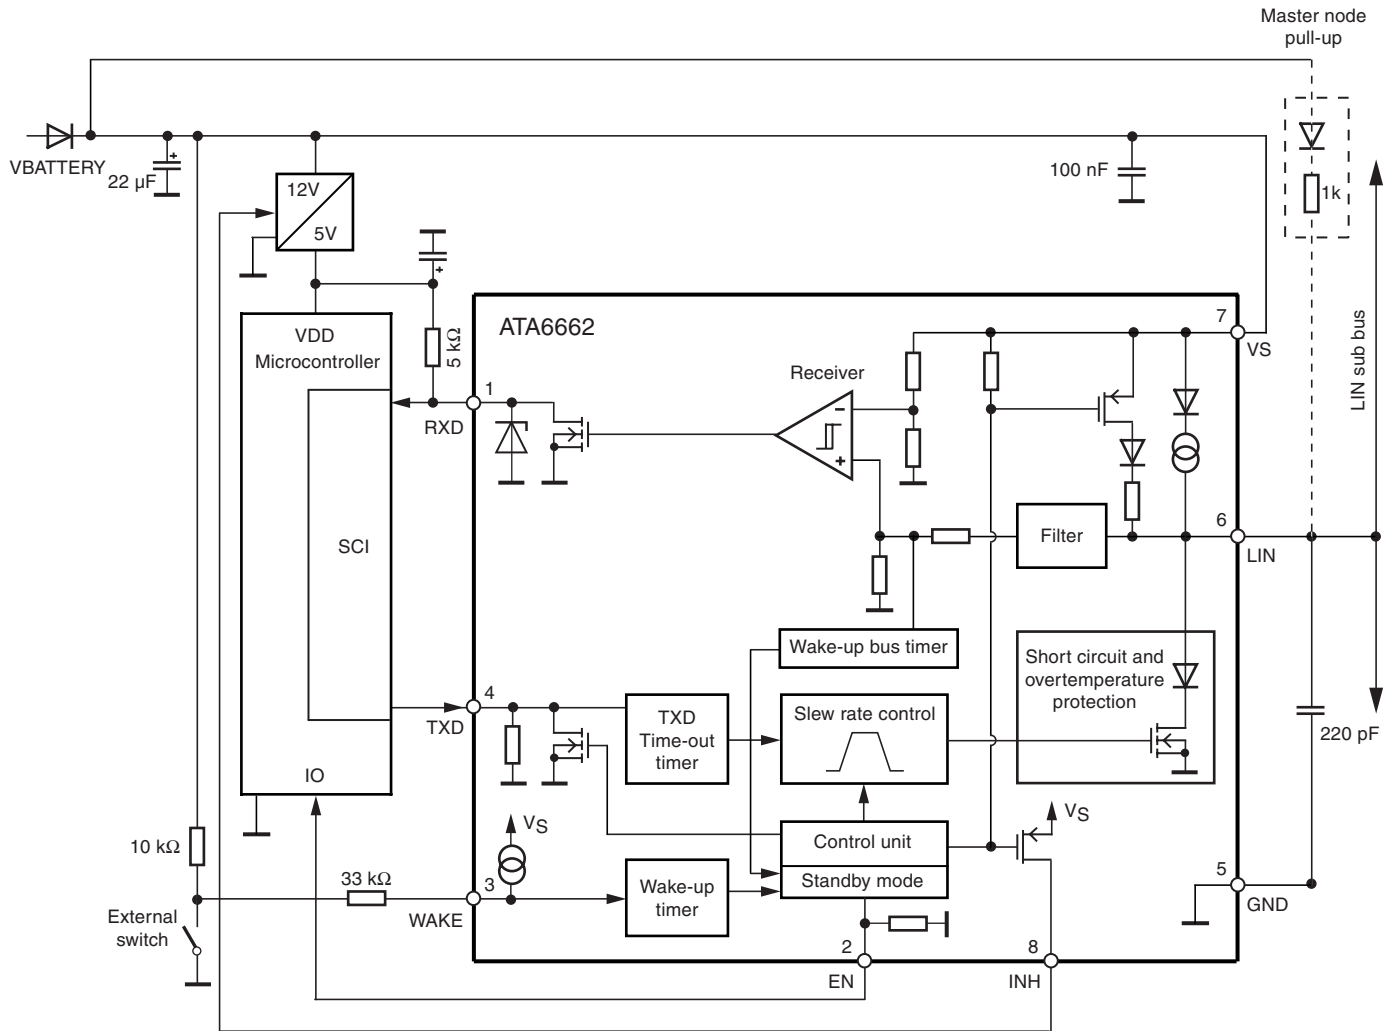 Master node
pull-up
VBATTERY
22 µF
+
12V
5V
100 nF
1k
+
LIN sub bus
VDD
Microcontroller
5 kΩ
ATA6662
7
VS
Receiver
1
RXD
-
+
SCI
6
Filter
LIN
Wake-up bus timer
Short circuit and
overtemperature
protection
4
TXD
TXD
Time-out
timer
Slew rate control
220 pF
IO
VS
VS
Control unit
Standby mode
10 kΩ
33 kΩ
3
WAKE
Wake-up
timer
5
GND
External
switch
2
EN
8
INH